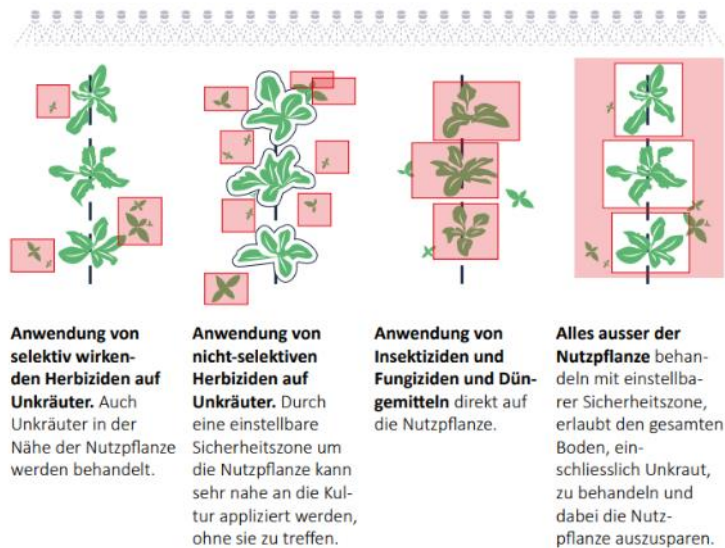 Anwendung von
selektiv wirken-
den Herbiziden auf
Unkräuter. Auch
Unkräuter in der
Nähe der Nutzpflanze
werden behandelt.
Anwendung von
nicht-selektiven
Herbiziden auf
Unkräuter. Durch
eine einstellbare
Sicherheitszone um
die Nutzpflanze kann
sehr nahe an die Kul-
tur appliziert werden,
ohne sie zu treffen.
Anwendung von
Insektiziden und
Fungiziden und Dün-
gemitteln direkt auf
die Nutzpflanze.
Alles ausser der
Nutzpflanze behan-
deln mit einstellba-
rer Sicherheitszone,
erlaubt den gesamten
Boden, ein-
schliesslich Unkraut,
zu behandeln und
dabei die Nutz-
pflanze auszusparen.